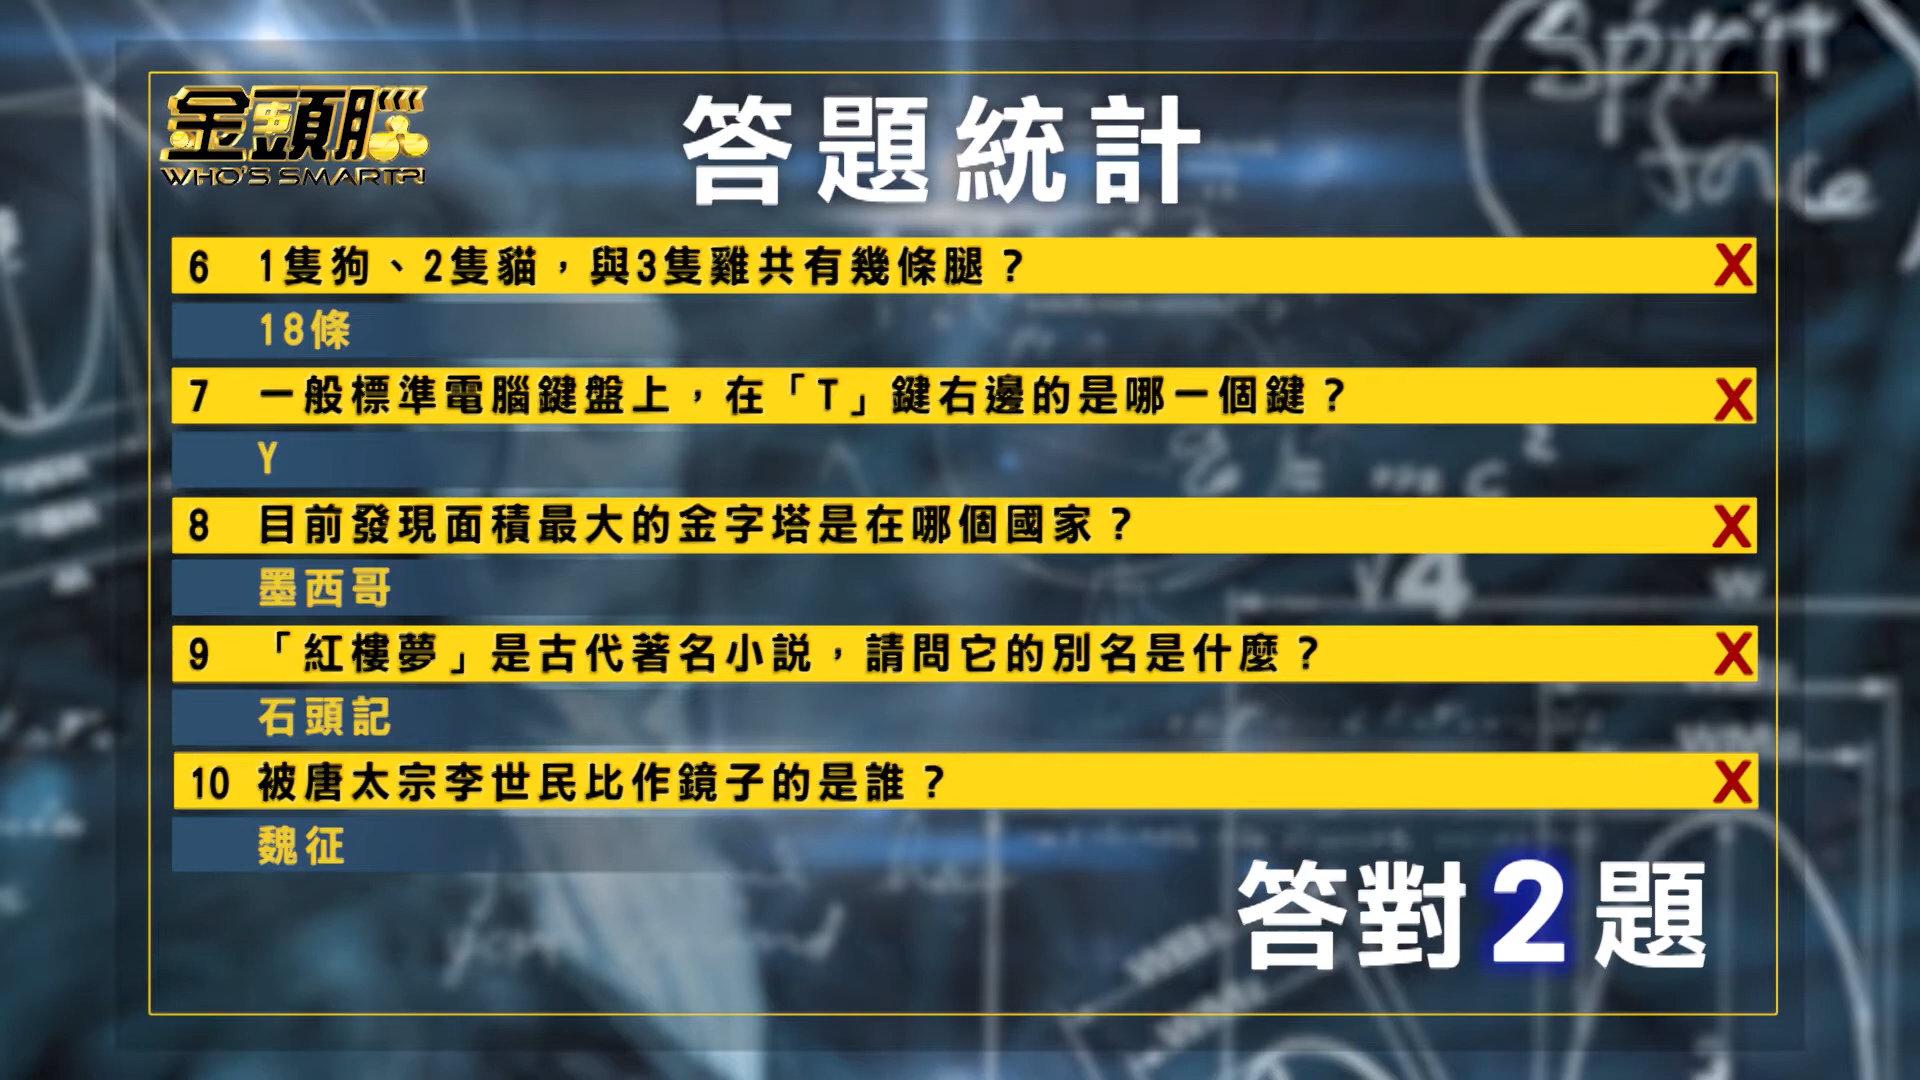 金頭腦
WHO'S SMART?!
答題統計
6 1隻狗、2隻貓，與3隻雞共有幾條腿？ X
18條
7 一般標準電腦鍵盤上，在「T」鍵右邊的是哪一個鍵？ X
Y
8 目前發現面積最大的金字塔是在哪個國家？ X
墨西哥
9 「紅樓夢」是古代著名小說，請問它的別名是什麼？ X
石頭記
10 被唐太宗李世民比作鏡子的是誰？ X
魏征
答對2題
Spirit
force
√4